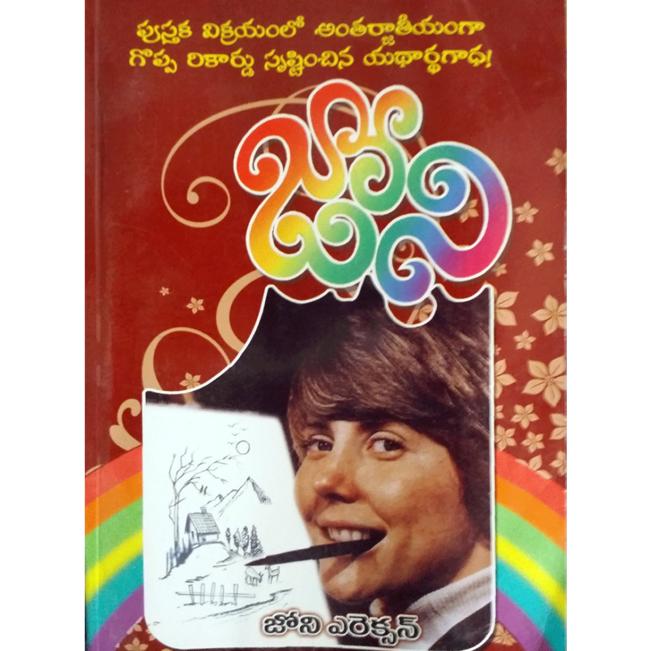 పుస్తక విక్రయంలో అంతర్జాతీయంగా
గొప్ప రికార్డు సృష్టించిన యథార్థగాధ!
జోని
జోని ఎరెక్సన్